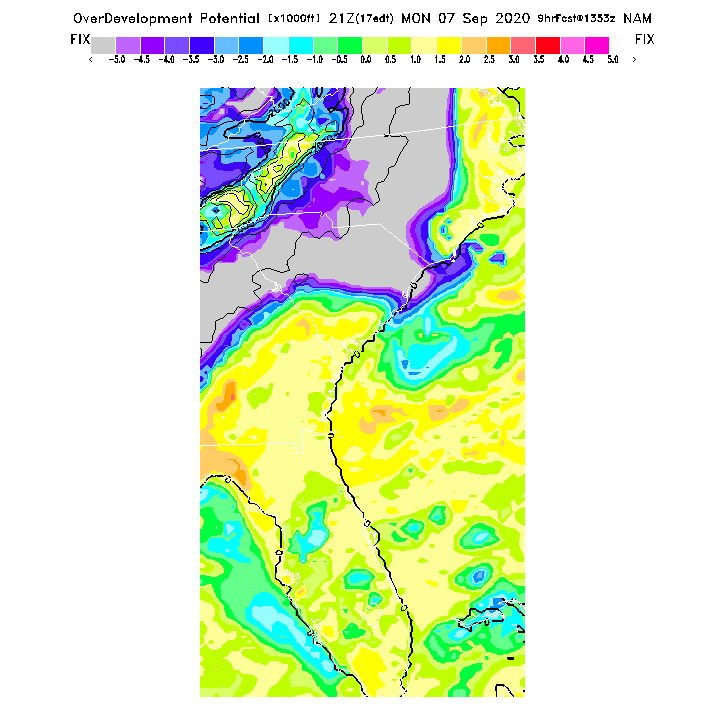 OverDevelopment Potential [x1000ft] 21Z(17edt) MON 07 Sep 2020 9hrFcst@1353z NAM
FIX FIX
< -5.0 -4.5 -4.0 -3.5 -3.0 -2.5 -2.0 -1.5 -1.0 -0.5 0.0 0.5 1.0 1.5 2.0 2.5 3.0 3.5 4.0 4.5 5.0 >